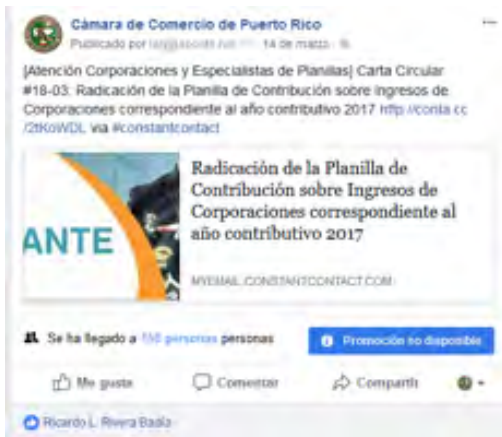 Cámara de Comercio de Puerto Rico
Publicado por 14 de marzo
[Atención Corporaciones y Especialistas de Planillas] Carta Circular
#18-03: Radicación de la Planilla de Contribución sobre Ingresos de
Corporaciones correspondiente al año contributivo 2017 http://conta.cc
/2tKoWDL via #constantcontact
ANTE
Radicación de la Planilla de
Contribución sobre Ingresos de
Corporaciones correspondiente al
año contributivo 2017
MYEMAIL.CONSTANTCONTACT.COM
Se ha llegado a personas personas
Promoción no disponible
Me gusta
Comentar
Compartir
Ricardo L. Rivera Badía